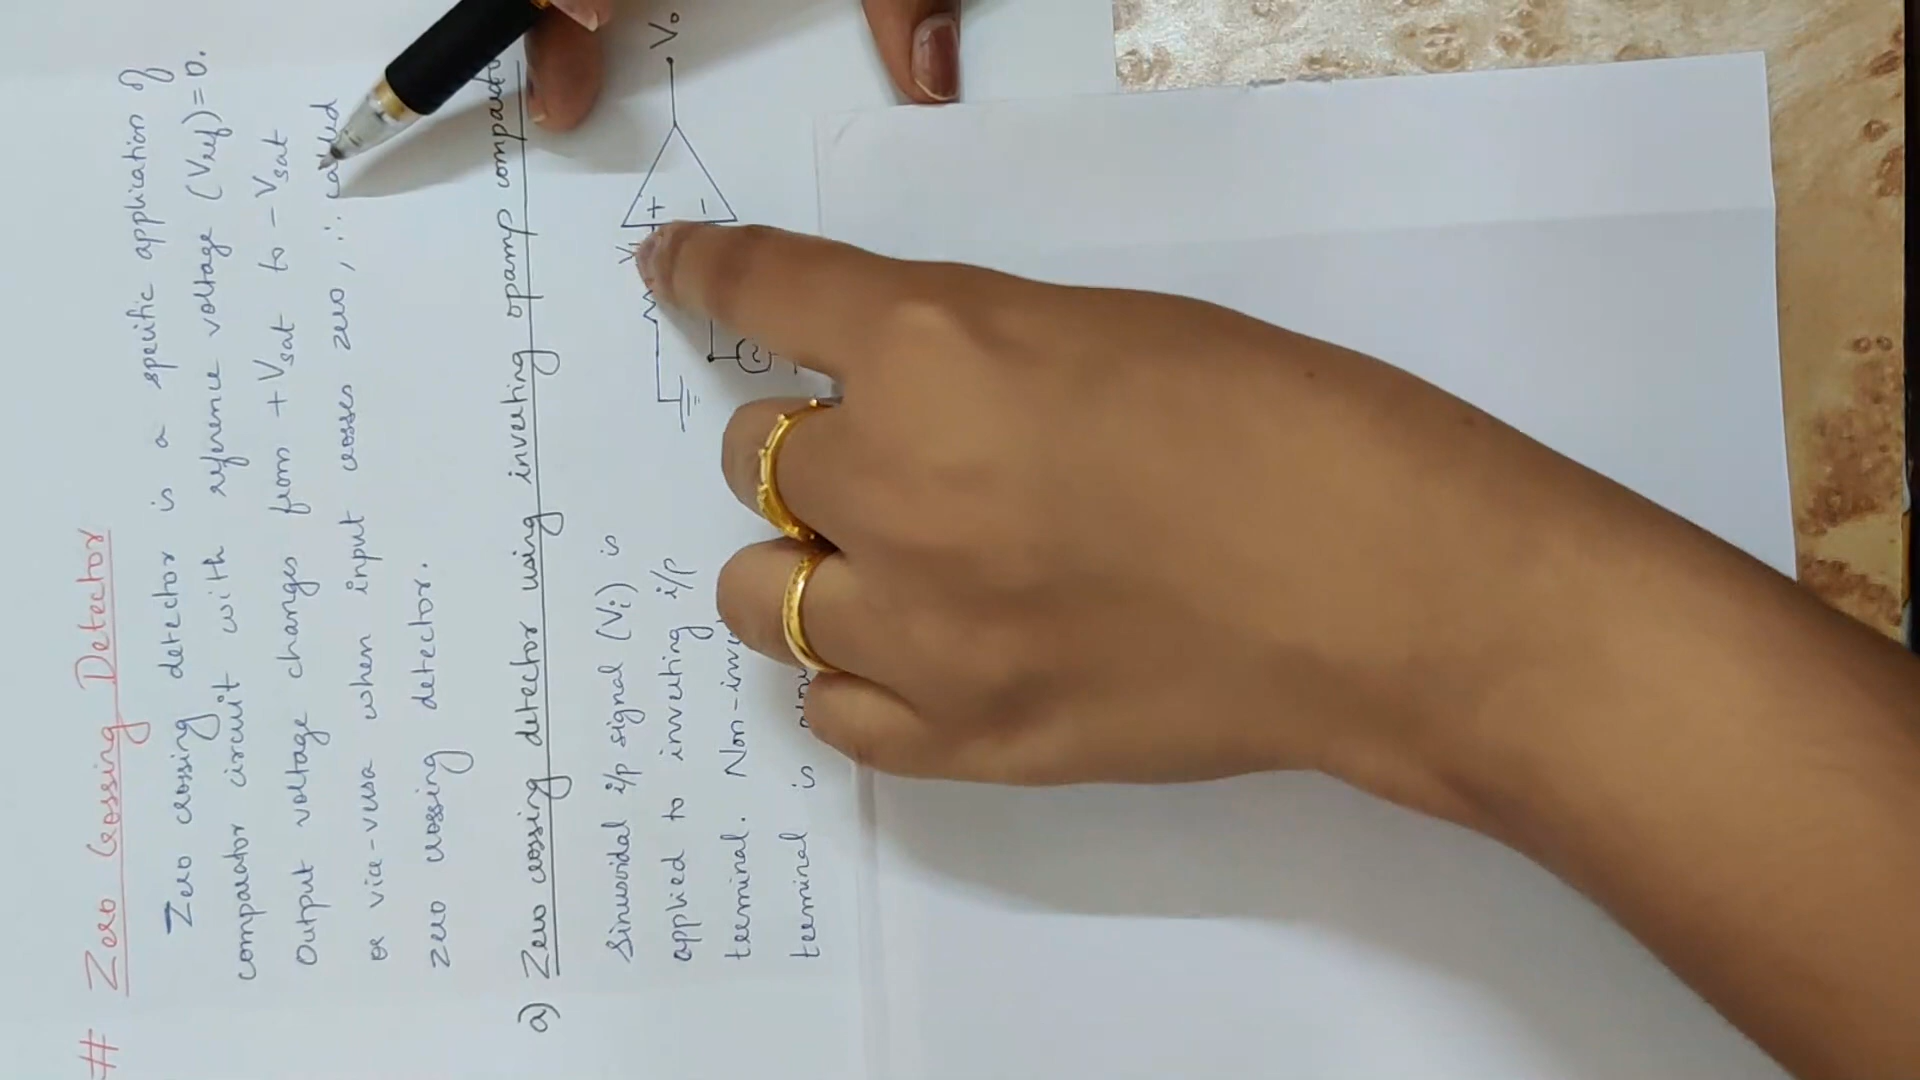 # Zero Crossing Detector
Zero crossing detector is a specific application of
comparator circuit with reference voltage (Vref) = 0.
Output voltage changes from + Vsat to - Vsat
or vice-versa when input crosses zero, ∴ called
zero crossing detector.
a) Zero crossing detector using inverting opamp comparato
Sinusoidal i/p signal (Vi) is
applied to inverting i/p
terminal. Non-inve
terminal is
+
-
Vo
~